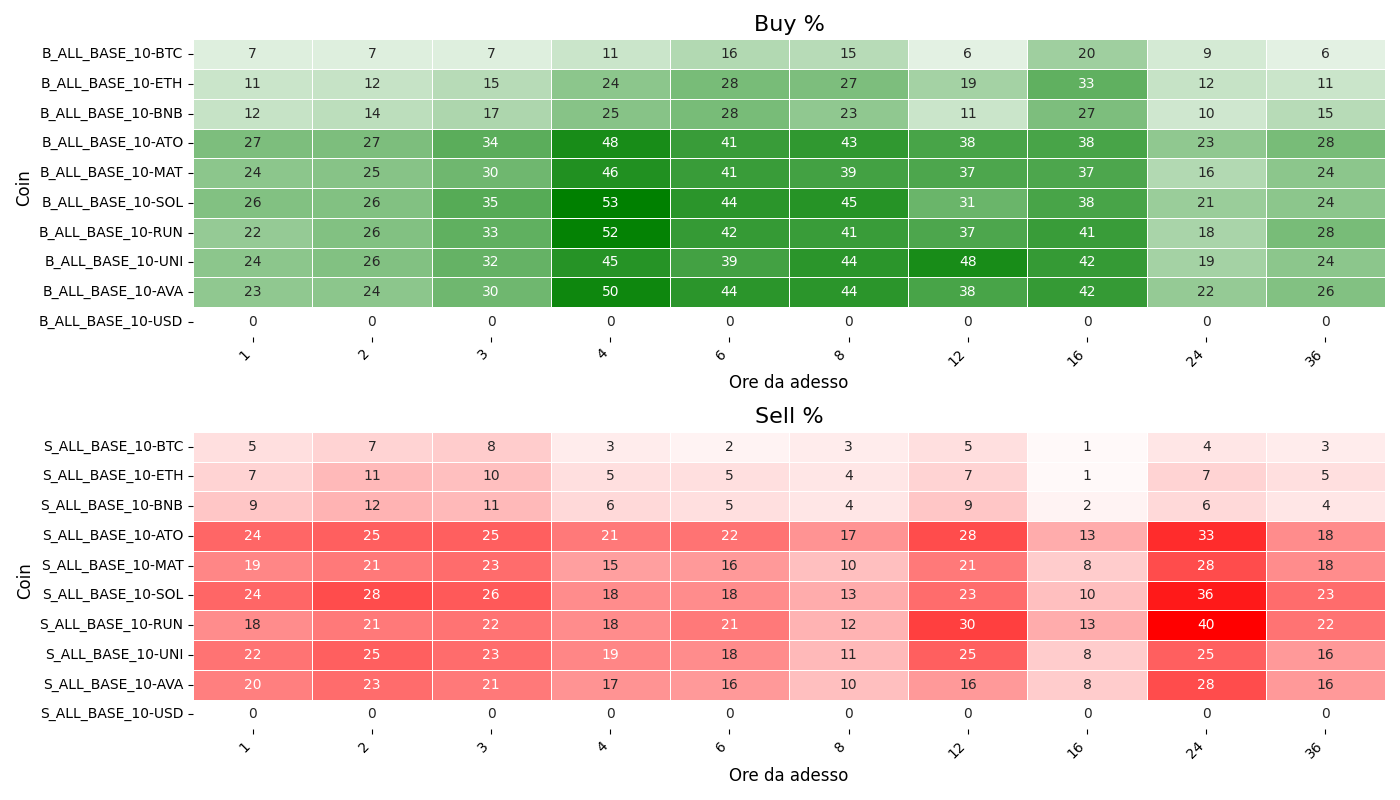 Buy %
Coin
B_ALL_BASE_10-BTC 7 7 7 11 16 15 6 20 9 6
B_ALL_BASE_10-ETH 11 12 15 24 28 27 19 33 12 11
B_ALL_BASE_10-BNB 12 14 17 25 28 23 11 27 10 15
B_ALL_BASE_10-ATO 27 27 34 48 41 43 38 38 23 28
B_ALL_BASE_10-MAT 24 25 30 46 41 39 37 37 16 24
B_ALL_BASE_10-SOL 26 26 35 53 44 45 31 38 21 24
B_ALL_BASE_10-RUN 22 26 33 52 42 41 37 41 18 28
B_ALL_BASE_10-UNI 24 26 32 45 39 44 48 42 19 24
B_ALL_BASE_10-AVA 23 24 30 50 44 44 38 42 22 26
B_ALL_BASE_10-USD 0 0 0 0 0 0 0 0 0 0
1 2 3 4 6 8 12 16 24 36
Ore da adesso
Sell %
Coin
S_ALL_BASE_10-BTC 5 7 8 3 2 3 5 1 4 3
S_ALL_BASE_10-ETH 7 11 10 5 5 4 7 1 7 5
S_ALL_BASE_10-BNB 9 12 11 6 5 4 9 2 6 4
S_ALL_BASE_10-ATO 24 25 25 21 22 17 28 13 33 18
S_ALL_BASE_10-MAT 19 21 23 15 16 10 21 8 28 18
S_ALL_BASE_10-SOL 24 28 26 18 18 13 23 10 36 23
S_ALL_BASE_10-RUN 18 21 22 18 21 12 30 13 40 22
S_ALL_BASE_10-UNI 22 25 23 19 18 11 25 8 25 16
S_ALL_BASE_10-AVA 20 23 21 17 16 10 16 8 28 16
S_ALL_BASE_10-USD 0 0 0 0 0 0 0 0 0 0
1 2 3 4 6 8 12 16 24 36
Ore da adesso